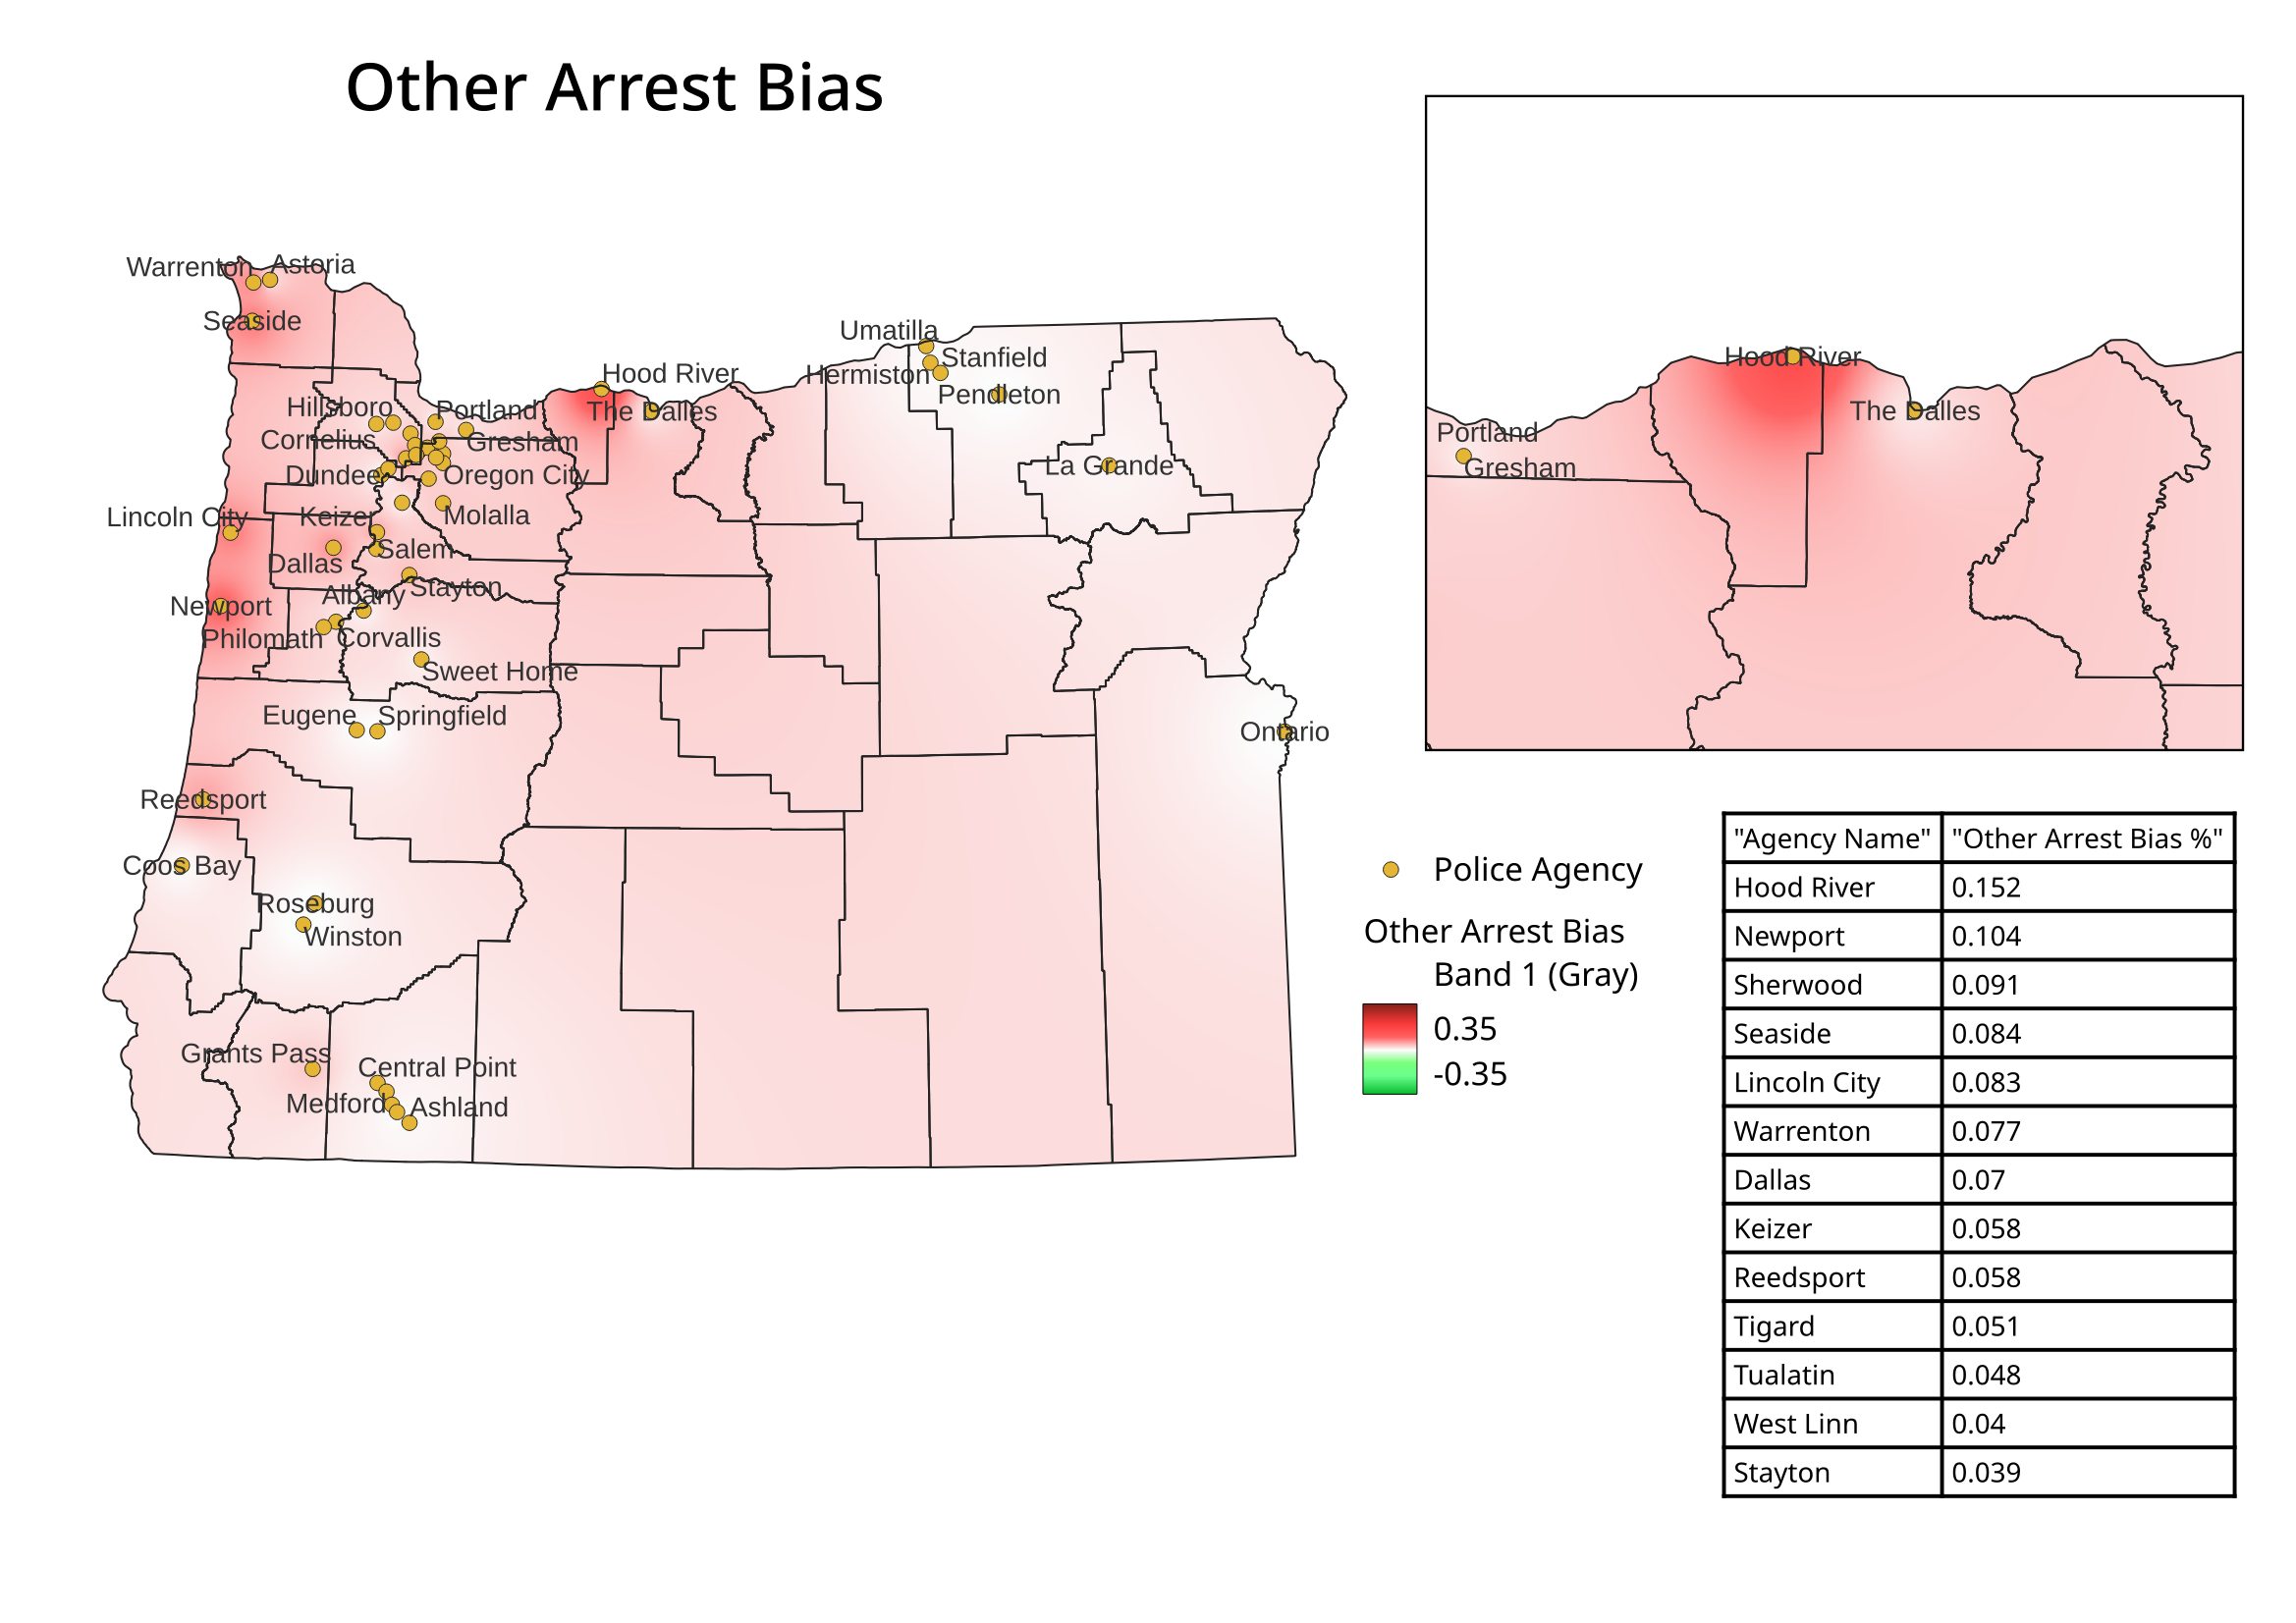 Other Arrest Bias
Warrenton
Astoria
Seaside
Umatilla
Stanfield
Hermiston
Pendleton
Hood River
The Dalles
Hillsboro
Portland
Cornelius
Gresham
Dundee
Oregon City
La Grande
Lincoln City
Keizer
Molalla
Salem
Dallas
Stayton
Albany
Newport
Philomath
Corvallis
Sweet Home
Eugene
Springfield
Ontario
Reedsport
Coos Bay
Roseburg
Winston
Grants Pass
Central Point
Medford
Ashland
Hood River
The Dalles
Portland
Gresham
Police Agency
Other Arrest Bias
Band 1 (Gray)
0.35
-0.35
"Agency Name" "Other Arrest Bias %"
Hood River 0.152
Newport 0.104
Sherwood 0.091
Seaside 0.084
Lincoln City 0.083
Warrenton 0.077
Dallas 0.07
Keizer 0.058
Reedsport 0.058
Tigard 0.051
Tualatin 0.048
West Linn 0.04
Stayton 0.039